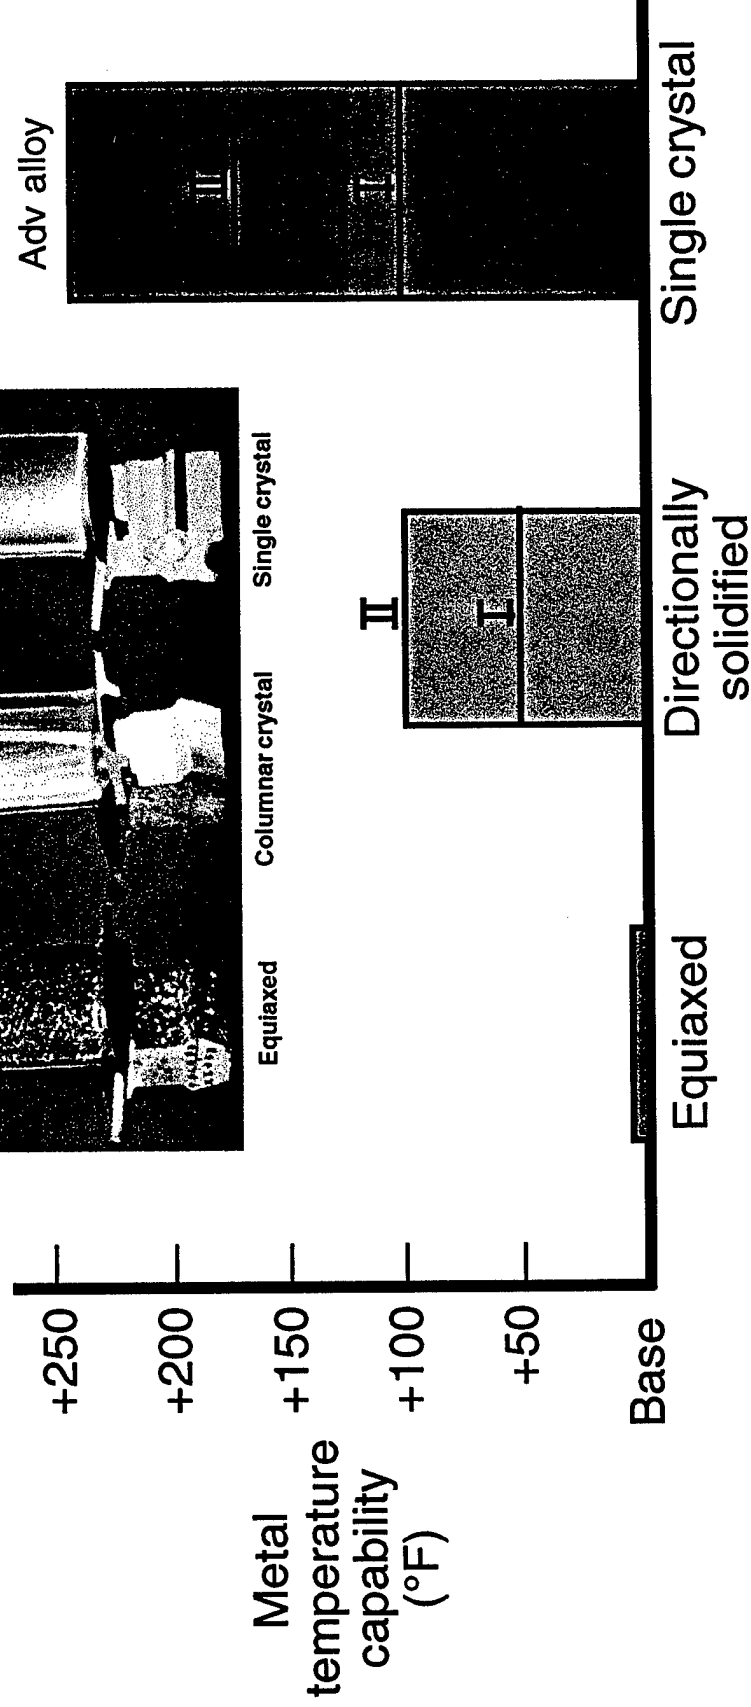 Adv alloy
II
I
Equiaxed
Columnar crystal
Single crystal
II
I
+250
+200
+150
+100
+50
Base
Metal
temperature
capability
(°F)
Equiaxed
Directionally
solidified
Single crystal